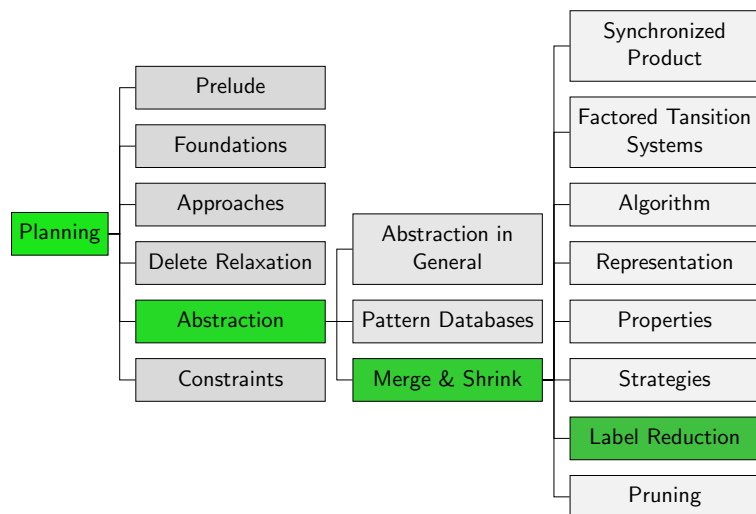 Planning
Prelude
Foundations
Approaches
Delete Relaxation
Abstraction
Constraints
Abstraction in
General
Pattern Databases
Merge & Shrink
Synchronized
Product
Factored Tansition
Systems
Algorithm
Representation
Properties
Strategies
Label Reduction
Pruning